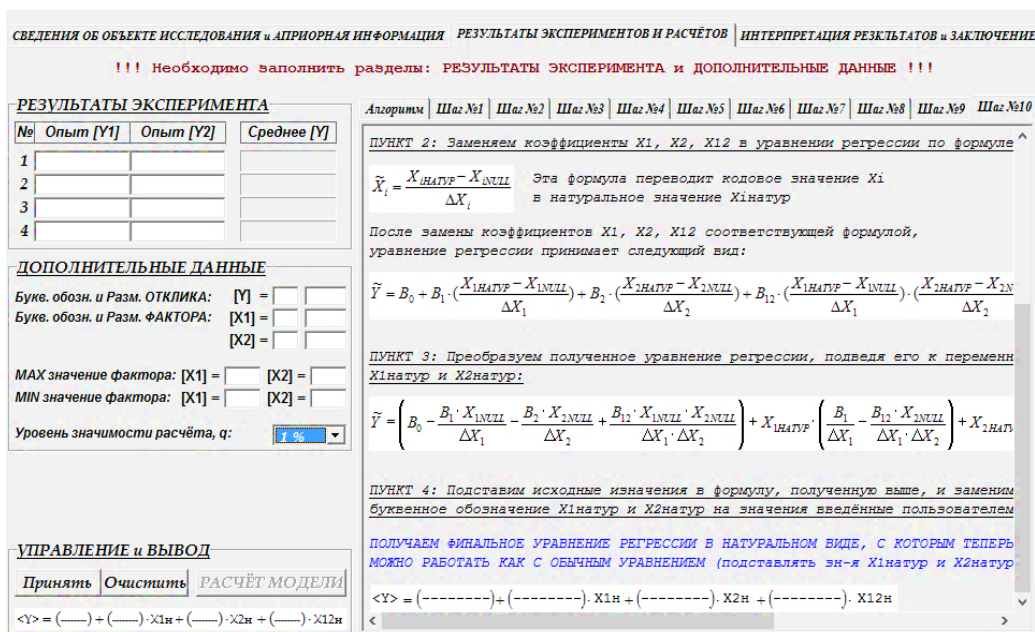 СВЕДЕНИЯ ОБ ОБЪЕКТЕ ИССЛЕДОВАНИЯ и АПРИОРНАЯ ИНФОРМАЦИЯ РЕЗУЛЬТАТЫ ЭКСПЕРИМЕНТОВ И РАСЧЁТОВ ИНТЕРПРЕТАЦИЯ РЕЗКЛЬТАТОВ и ЗАКЛЮЧЕНИЕ
!!! Необходимо заполнить разделы: РЕЗУЛЬТАТЫ ЭКСПЕРИМЕНТА и ДОПОЛНИТЕЛЬНЫЕ ДАННЫЕ !!!
РЕЗУЛЬТАТЫ ЭКСПЕРИМЕНТА
№ Опыт [Y1] Опыт [Y2] Среднее [Y]
1
2
3
4
ДОПОЛНИТЕЛЬНЫЕ ДАННЫЕ
Букв. обозн. и Разм. ОТКЛИКА: [Y] =
Букв. обозн. и Разм. ФАКТОРА: [X1] =
[X2] =
MAX значение фактора: [X1] = [X2] =
MIN значение фактора: [X1] = [X2] =
Уровень значимости расчёта, q: 1 %
УПРАВЛЕНИЕ и ВЫВОД
Принять Очистить РАСЧЁТ МОДЕЛИ
<Y> = (-------) + (-------) · X1н + (-------) · X2н + (-------) · X12н
Алгоритм Шаг №1 Шаг №2 Шаг №3 Шаг №4 Шаг №5 Шаг №6 Шаг №7 Шаг №8 Шаг №9 Шаг №10
ПУНКТ 2: Заменяем коэффициенты X1, X2, X12 в уравнении регрессии по формуле
X̃i = (XiНАТУР − XiNULL) / ΔXi
Эта формула переводит кодовое значение Xi
в натуральное значение Xiнатур
После замены коэффициентов X1, X2, X12 соответствующей формулой,
уравнение регрессии принимает следующий вид:
Ỹ = B0 + B1 · (X1НАТУР − X1NULL / ΔX1) + B2 · (X2НАТУР − X2NULL / ΔX2) + B12 · (X1НАТУР − X1NULL / ΔX1) · (X2НАТУР − X2N / ΔX2
ПУНКТ 3: Преобразуем полученное уравнение регрессии, подведя его к переменн
X1натур и X2натур:
Ỹ = (B0 − B1 · X1NULL / ΔX1 − B2 · X2NULL / ΔX2 + B12 · X1NULL · X2NULL / ΔX1 · ΔX2) + X1НАТУР · (B1 / ΔX1 − B12 · X2NULL / ΔX1 · ΔX2) + X2НАТУ
ПУНКТ 4: Подставим исходные изначения в формулу, полученную выше, и заменим
буквенное обозначение X1натур и X2натур на значения введённые пользователем
ПОЛУЧАЕМ ФИНАЛЬНОЕ УРАВНЕНИЕ РЕГРЕССИИ В НАТУРАЛЬНОМ ВИДЕ, С КОТОРЫМ ТЕПЕРЬ
МОЖНО РАБОТАТЬ КАК С ОБЫЧНЫМ УРАВНЕНИЕМ (подставлять зн-я X1натур и X2натур
<Y> = (---------)+(---------). X1н +(---------). X2н +(---------). X12н